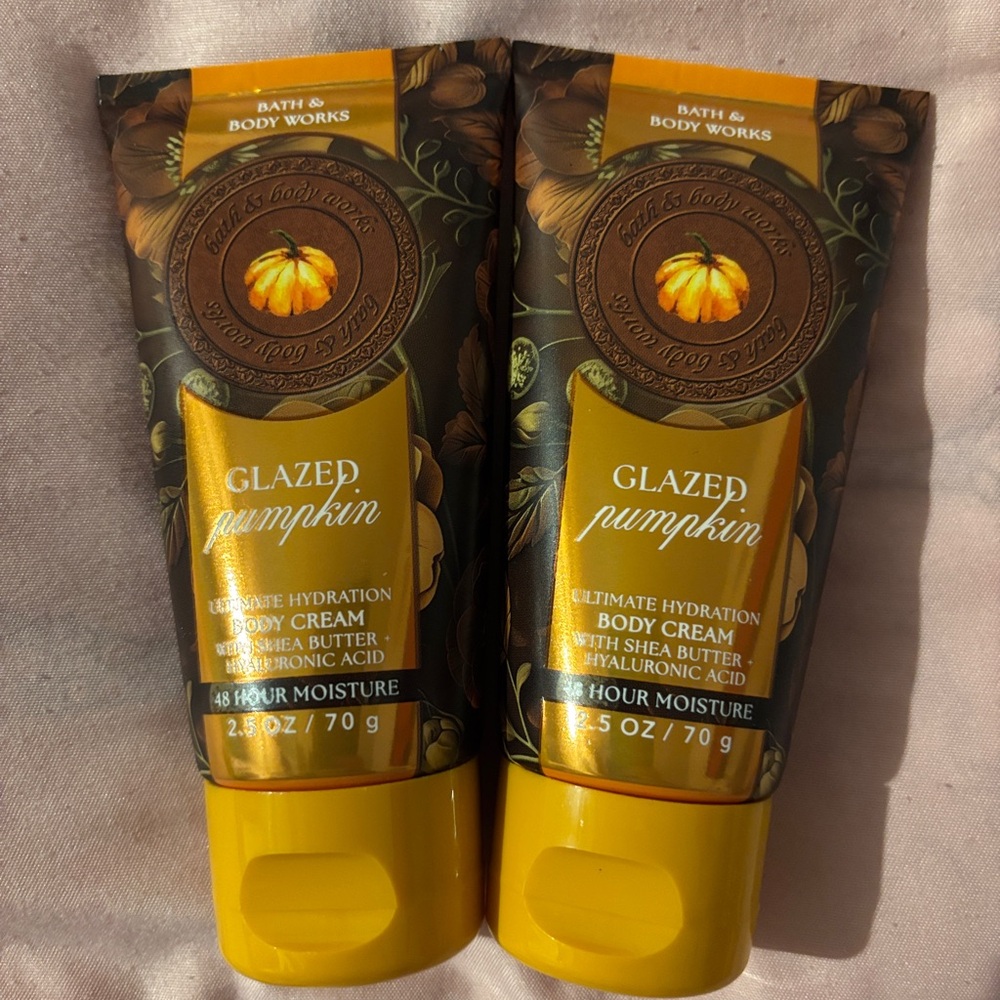 BATH &
BODY WORKS
bath & body works
bath & body works
GLAZED
pumpkin
ULTIMATE HYDRATION
BODY CREAM
WITH SHEA BUTTER +
HYALURONIC ACID
48 HOUR MOISTURE
2.5 OZ / 70 g
BATH &
BODY WORKS
bath & body works
bath & body works
GLAZED
pumpkin
ULTIMATE HYDRATION
BODY CREAM
WITH SHEA BUTTER +
HYALURONIC ACID
48 HOUR MOISTURE
2.5 OZ / 70 g